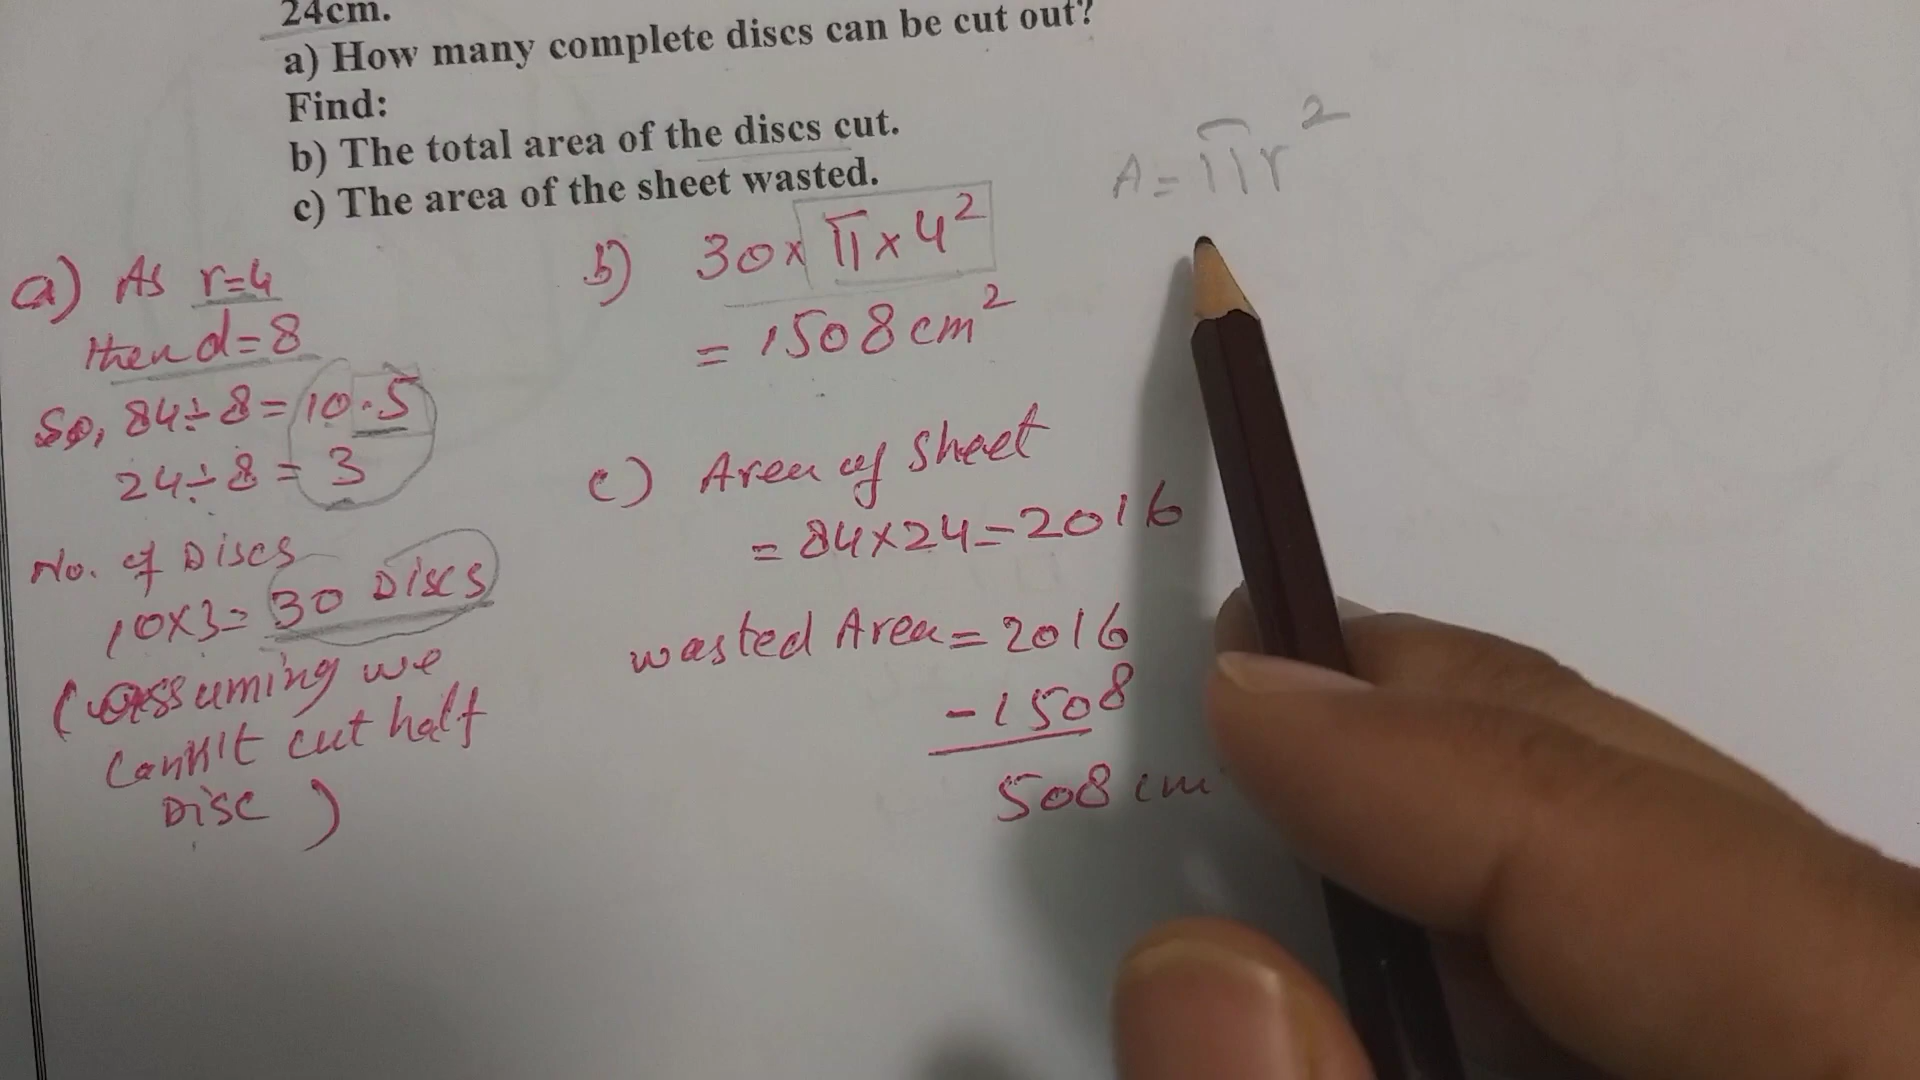 24cm.
a) How many complete discs can be cut out?
Find:
b) The total area of the discs cut.
c) The area of the sheet wasted.
A = πr²
a) As r=4
then d=8
So, 84÷8=10.5
24÷8=3
No. of Discs
10×3=30 Discs
(assuming we
can't cut half
Disc)
b) 30×π×4²
= 1508cm²
c) Area of Sheet
=84×24=2016
wasted Area=2016
-1508
508 cm